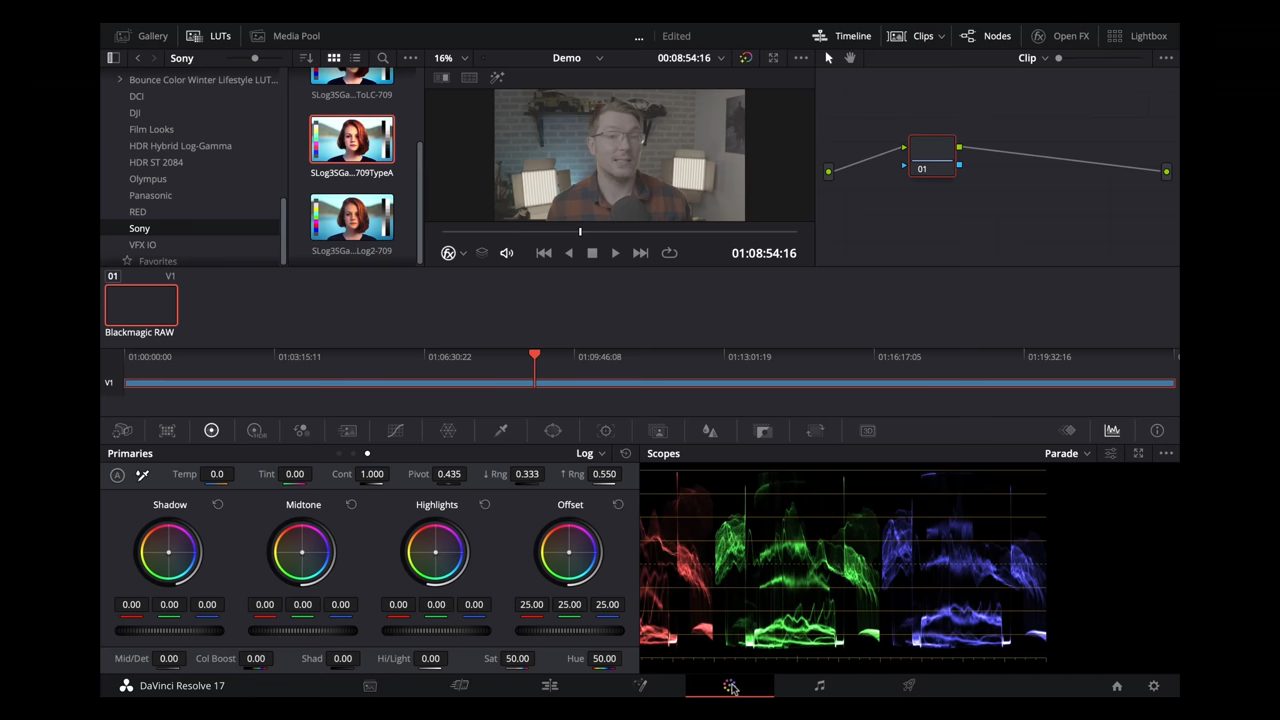 Gallery LUTs Media Pool ... Edited Timeline Clips Nodes Open FX Lightbox
Sony 16% Demo 00:08:54:16 Clip
Bounce Color Winter Lifestyle LUT...
DCI
DJI
Film Looks
HDR Hybrid Log-Gamma
HDR ST 2084
Olympus
Panasonic
RED
Sony
VFX IO
Favorites
SLog3SGa...ToLC-709
SLog3SGa...709TypeA
SLog3SGa...Log2-709
01
01:08:54:16
01 V1
Blackmagic RAW
01:00:00:00 01:03:15:11 01:06:30:22 01:09:46:08 01:13:01:19 01:16:17:05 01:19:32:16
V1
HDR 3D
Primaries Log Scopes Parade
A Temp 0.0 Tint 0.00 Cont 1.000 Pivot 0.435 ↓ Rng 0.333 ↑ Rng 0.550
Shadow Midtone Highlights Offset
0.00 0.00 0.00 0.00 0.00 0.00 0.00 0.00 0.00 25.00 25.00 25.00
Mid/Det 0.00 Col Boost 0.00 Shad 0.00 Hi/Light 0.00 Sat 50.00 Hue 50.00
DaVinci Resolve 17